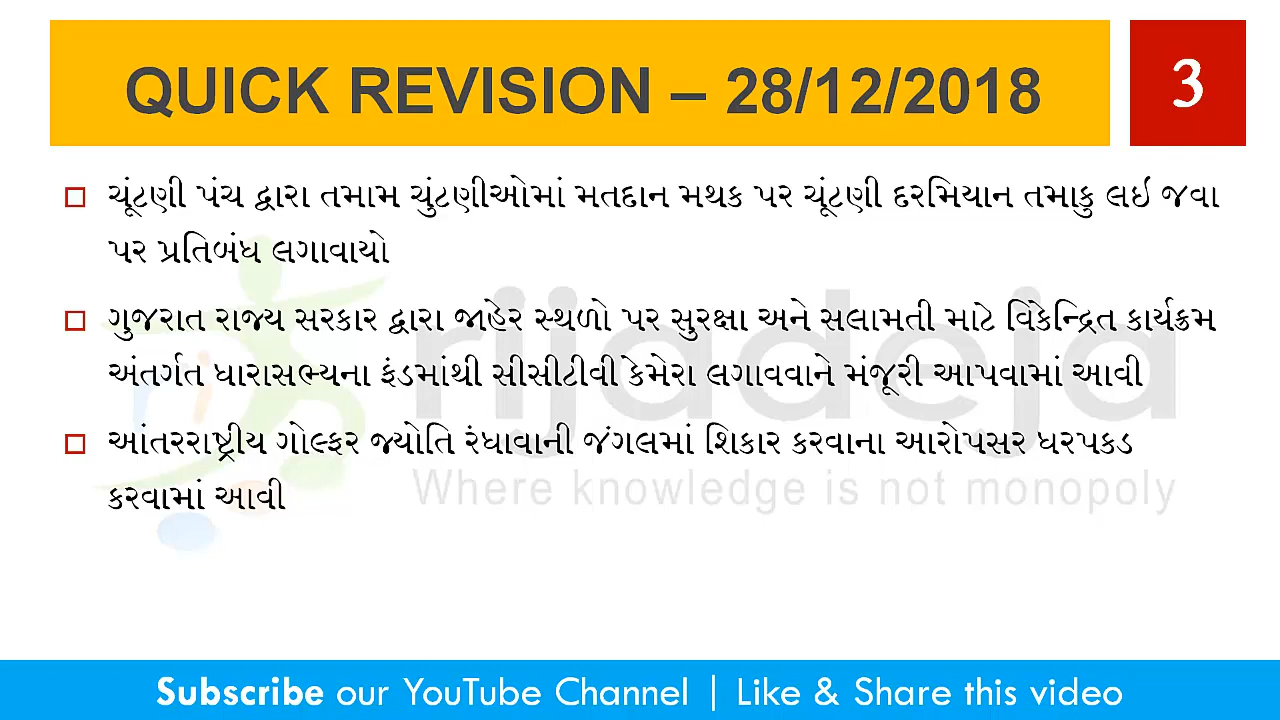 QUICK REVISION – 28/12/2018
3
ચૂંટણી પંચ દ્વારા તમામ ચુંટણીઓમાં મતદાન મથક પર ચૂંટણી દરમિયાન તમાકુ લઇ જવા
પર પ્રતિબંધ લગાવાયો
ગુજરાત રાજ્ય સરકાર દ્વારા જાહેર સ્થળો પર સુરક્ષા અને સલામતી માટે વિકેન્દ્રિત કાર્યક્રમ
અંતર્ગત ધારાસભ્યના ફંડમાંથી સીસીટીવી કેમેરા લગાવવાને મંજૂરી આપવામાં આવી
આંતરરાષ્ટ્રીય ગોલ્ફર જ્યોતિ રંધાવાની જંગલમાં શિકાર કરવાના આરોપસર ધરપકડ
કરવામાં આવી
rijadeja
Where knowledge is not monopoly
Subscribe our YouTube Channel | Like & Share this video